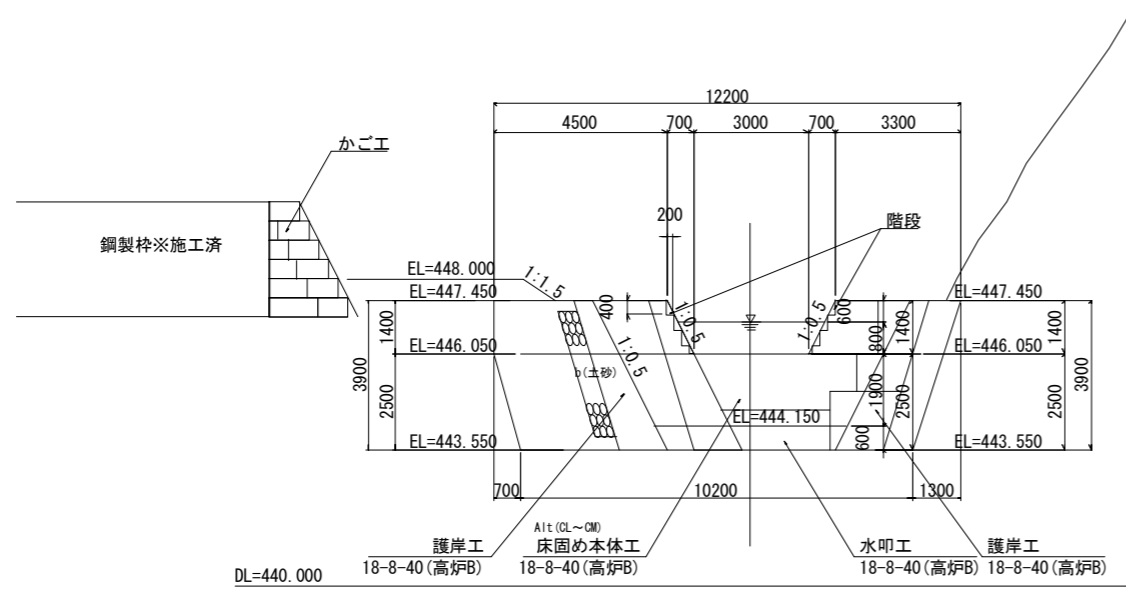 12200
4500
700
3000
700
3300
かご工
200
階段
鋼製枠※施工済
EL=448.000
1:1.5
EL=447.450
EL=447.450
400
1:0.5
1:0.5
600
1400
800
1400
1400
EL=446.050
EL=446.050
1:0.5
3900
3900
b(土砂)
2500
1900
2500
2500
EL=444.150
600
EL=443.550
EL=443.550
700
10200
1300
Alt(CL～CM)
護岸工
床固め本体工
水叩工
護岸工
18-8-40(高炉B)
18-8-40(高炉B)
18-8-40(高炉B)
18-8-40(高炉B)
DL=440.000